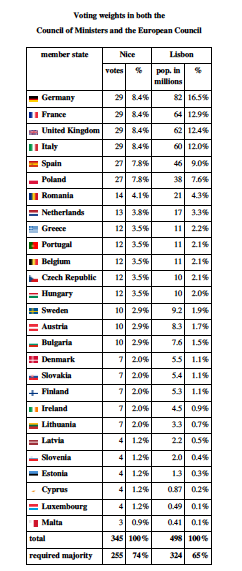 Voting weights in both the
Council of Ministers and the European Council
member state Nice Lisbon
votes % pop. in millions %
Germany 29 8.4% 82 16.5%
France 29 8.4% 64 12.9%
United Kingdom 29 8.4% 62 12.4%
Italy 29 8.4% 60 12.0%
Spain 27 7.8% 46 9.0%
Poland 27 7.8% 38 7.6%
Romania 14 4.1% 21 4.3%
Netherlands 13 3.8% 17 3.3%
Greece 12 3.5% 11 2.2%
Portugal 12 3.5% 11 2.1%
Belgium 12 3.5% 11 2.1%
Czech Republic 12 3.5% 10 2.1%
Hungary 12 3.5% 10 2.0%
Sweden 10 2.9% 9.2 1.9%
Austria 10 2.9% 8.3 1.7%
Bulgaria 10 2.9% 7.6 1.5%
Denmark 7 2.0% 5.5 1.1%
Slovakia 7 2.0% 5.4 1.1%
Finland 7 2.0% 5.3 1.1%
Ireland 7 2.0% 4.5 0.9%
Lithuania 7 2.0% 3.3 0.7%
Latvia 4 1.2% 2.2 0.5%
Slovenia 4 1.2% 2.0 0.4%
Estonia 4 1.2% 1.3 0.3%
Cyprus 4 1.2% 0.87 0.2%
Luxembourg 4 1.2% 0.49 0.1%
Malta 3 0.9% 0.41 0.1%
total 345 100% 498 100%
required majority 255 74% 324 65%